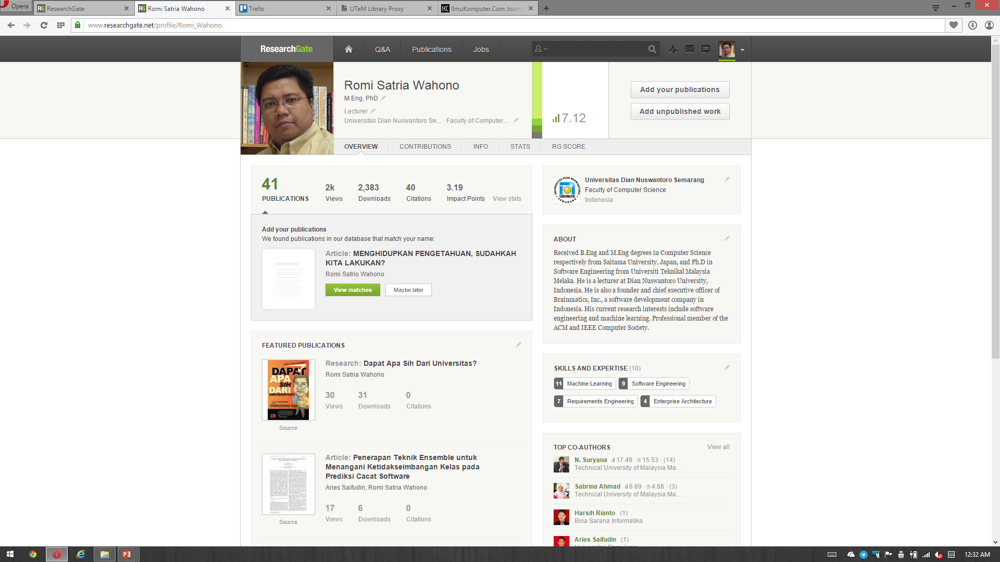 Opera
ResearchGate
Romi Satria Wahono
Trello
UTeM Library Proxy
IlmuKomputer.Com Journa
www.researchgate.net/profile/Romi_Wahono
ResearchGate
Q&A
Publications
Jobs
Romi Satria Wahono
M.Eng, PhD
Lecturer
Universitas Dian Nuswantoro Se... · Faculty of Computer...
7.12
Add your publications
Add unpublished work
OVERVIEW
CONTRIBUTIONS
INFO
STATS
RG SCORE
41
PUBLICATIONS
2k
Views
2,383
Downloads
40
Citations
3.19
Impact Points
View stats
Add your publications
We found publications in our database that match your name:
Article: MENGHIDUPKAN PENGETAHUAN, SUDAHKAH
KITA LAKUKAN?
Romi Satrio Wahono
View matches
Maybe later
FEATURED PUBLICATIONS
DAPAT
APA
SIH
DARI
UNIVERSITAS?
Research: Dapat Apa Sih Dari Universitas?
Romi Satria Wahono
30
Views
31
Downloads
0
Citations
Source
Article: Penerapan Teknik Ensemble untuk
Menangani Ketidakseimbangan Kelas pada
Prediksi Cacat Software
Aries Saifudin, Romi Satria Wahono
17
Views
6
Downloads
0
Citations
Source
UNIVERSITAS DIAN NUSWANTORO
UDINUS
SEMARANG
Universitas Dian Nuswantoro Semarang
Faculty of Computer Science
Indonesia
ABOUT
Received B.Eng and M.Eng degrees in Computer Science
respectively from Saitama University, Japan, and Ph.D in
Software Engineering from Universiti Teknikal Malaysia
Melaka. He is a lecturer at Dian Nuswantoro University,
Indonesia. He is also a founder and chief executive officer of
Brainmatics, Inc., a software development company in
Indonesia. His current research interests include software
engineering and machine learning. Professional member of the
ACM and IEEE Computer Society.
SKILLS AND EXPERTISE (10)
11 Machine Learning
9 Software Engineering
7 Requirements Engineering
4 Enterprise Architecture
TOP CO-AUTHORS
View all
N. Suryana 17.49 · 15.53 · (14)
Technical University of Malaysia Ma...
Sabrina Ahmad 6.69 · 4.68 · (3)
Technical University of Malaysia Ma...
Harsih Rianto (1)
Bina Sarana Informatika
Aries Saifudin (1)
12:32 AM